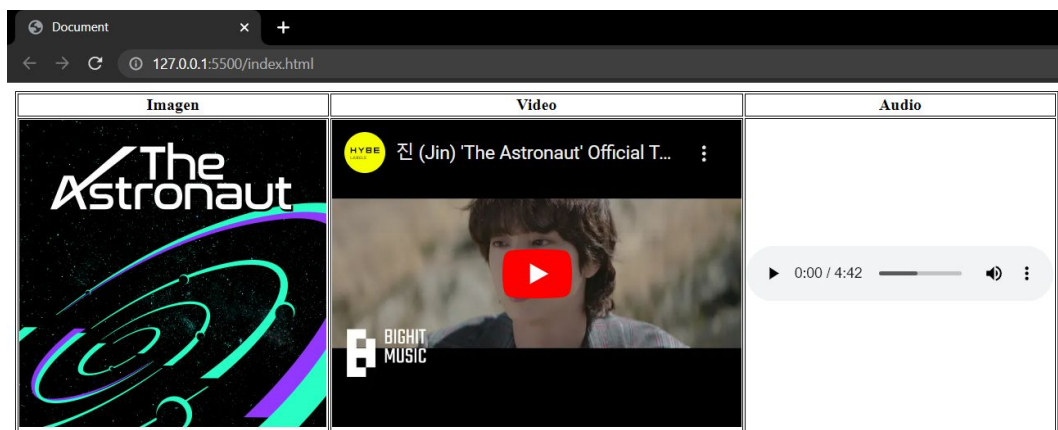 Document
127.0.0.1:5500/index.html
Imagen Video Audio
The
Astronaut
HYBE
LABELS
진 (Jin) 'The Astronaut' Official T...
BIGHIT
MUSIC
0:00 / 4:42